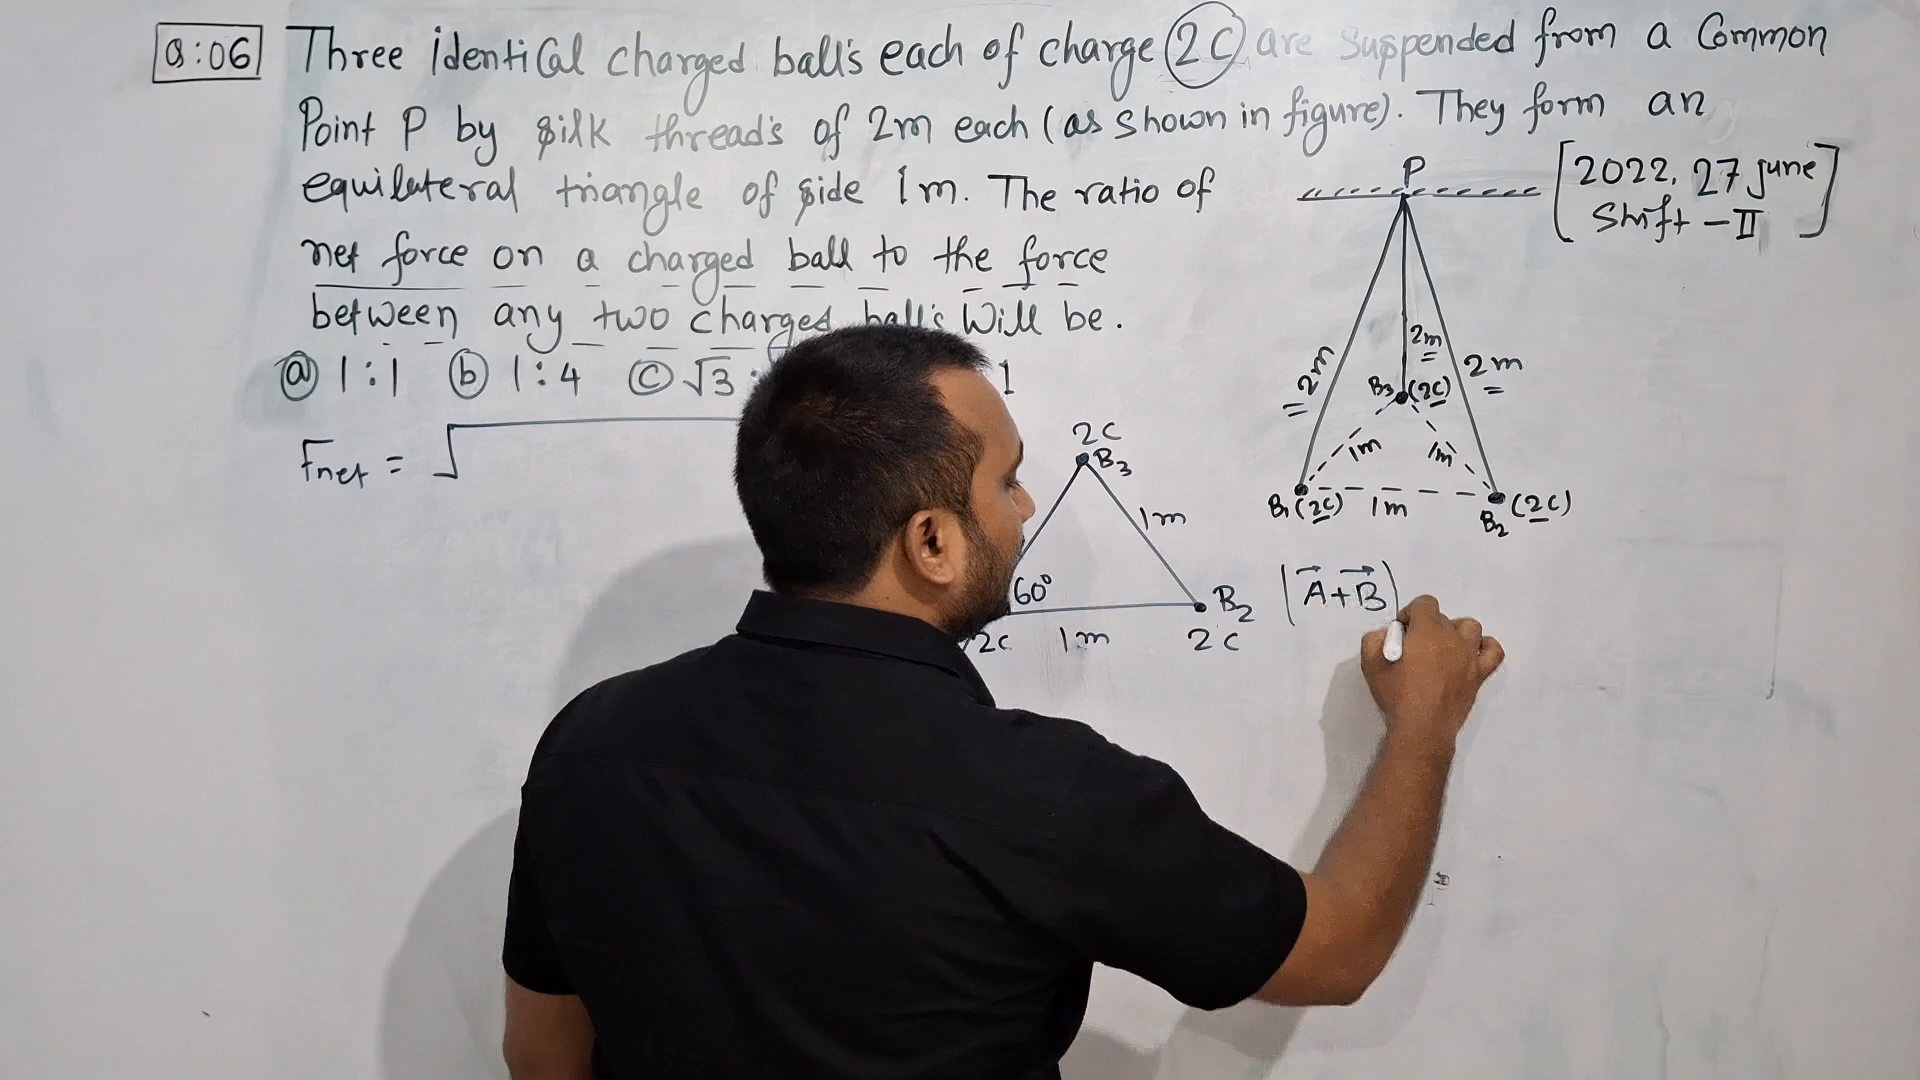 Q:06 Three identical charged ball's each of charge 2C are suspended from a Common
Point P by silk thread's of 2m each (as shown in figure). They form an
equilateral triangle of side 1m. The ratio of
net force on a charged ball to the force
between any two charged ball's will be.
(a) 1:1 (b) 1:4 (c) √3: 1
[2022, 27 june
Shift -II]
P
2m
2m
2m
B3 (2C)
1m
1m
B1 (2C) 1m B2 (2C)
Fnet = √
2C
B3
1m
60°
B2
2C 1m 2C
|A+B|